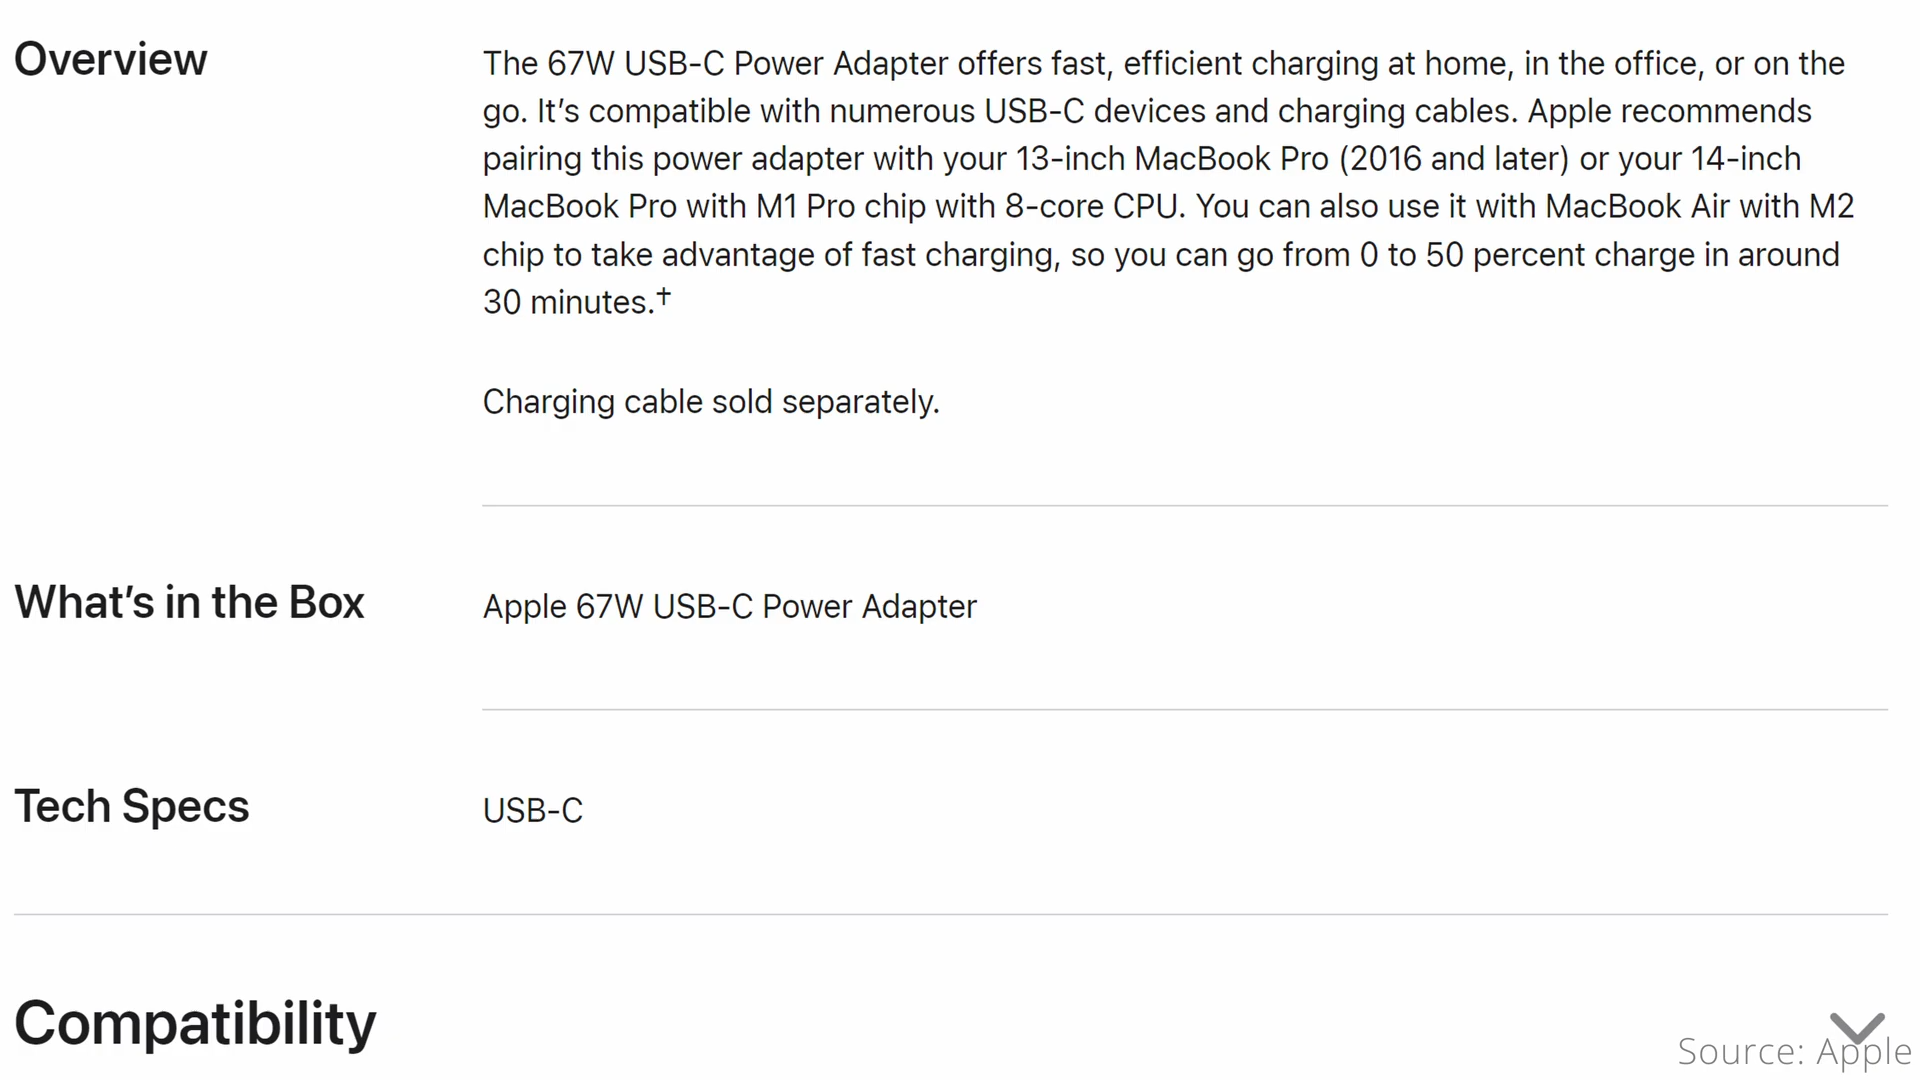 Overview
The 67W USB-C Power Adapter offers fast, efficient charging at home, in the office, or on the
go. It’s compatible with numerous USB-C devices and charging cables. Apple recommends
pairing this power adapter with your 13-inch MacBook Pro (2016 and later) or your 14-inch
MacBook Pro with M1 Pro chip with 8-core CPU. You can also use it with MacBook Air with M2
chip to take advantage of fast charging, so you can go from 0 to 50 percent charge in around
30 minutes.†
Charging cable sold separately.
What’s in the Box
Apple 67W USB-C Power Adapter
Tech Specs
USB-C
Compatibility
Source: Apple